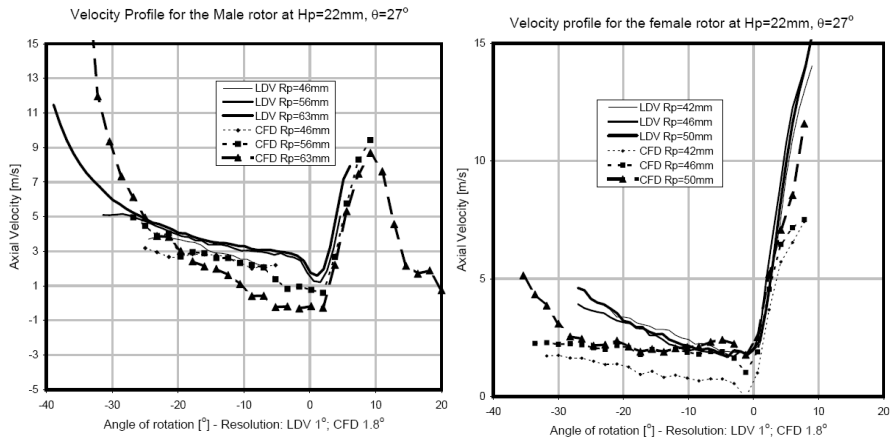 Velocity Profile for the Male rotor at Hp=22mm, θ=27°
15
13
11
9
7
5
3
1
-1
-3
-5
Axial Velocity [m/s]
LDV Rp=46mm
LDV Rp=56mm
LDV Rp=63mm
CFD Rp=46mm
CFD Rp=56mm
CFD Rp=63mm
-40 -30 -20 -10 0 10 20
Angle of rotation [°] - Resolution: LDV 1°; CFD 1.8°
Velocity profile for the female rotor at Hp=22mm, θ=27°
15
10
5
0
Axial Velocity [m/s]
LDV Rp=42mm
LDV Rp=46mm
LDV Rp=50mm
CFD Rp=42mm
CFD Rp=46mm
CFD Rp=50mm
-40 -30 -20 -10 0 10 20
Angle of rotation [°] - Resolution: LDV 1°; CFD 1.8°